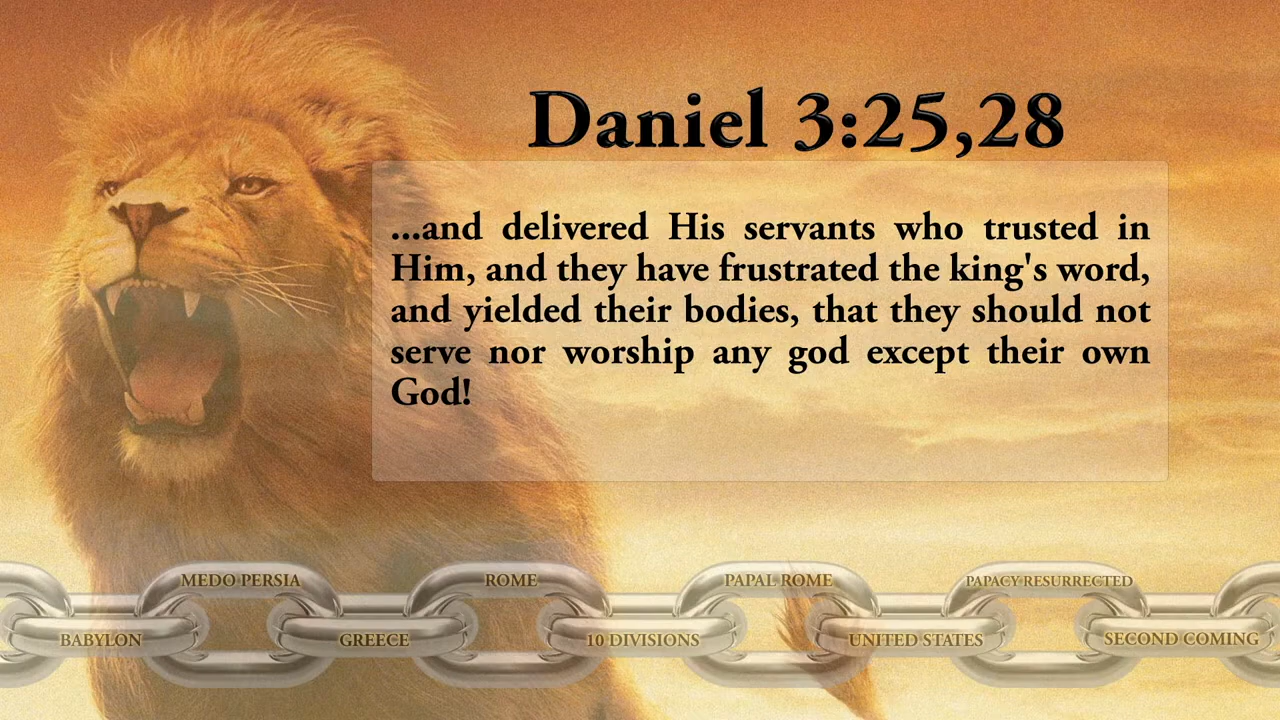 Daniel 3:25,28
...and delivered His servants who trusted in
Him, and they have frustrated the king's word,
and yielded their bodies, that they should not
serve nor worship any god except their own
God!
MEDO PERSIA
ROME
PAPAL ROME
PAPACY RESURRECTED
BABYLON
GREECE
10 DIVISIONS
UNITED STATES
SECOND COMING